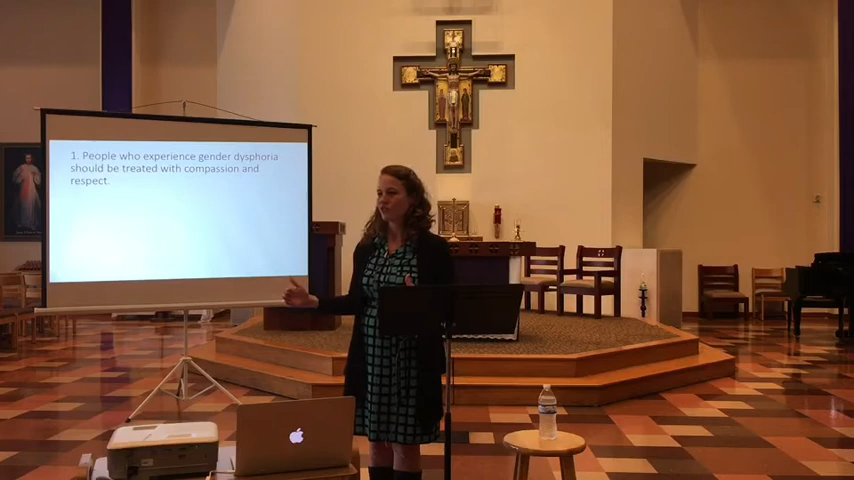 1. People who experience gender dysphoria
should be treated with compassion and
respect.